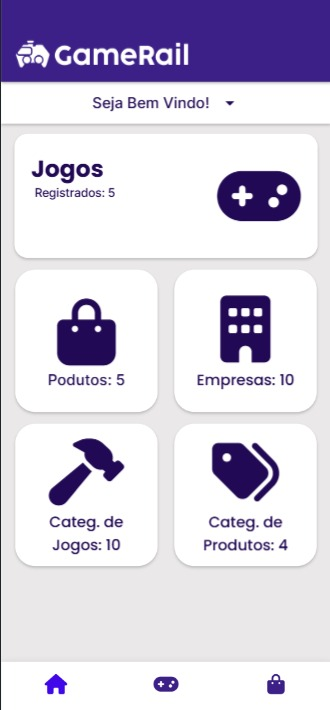 GameRail
Seja Bem Vindo!
Jogos
Registrados: 5
Podutos: 5
Empresas: 10
Categ. de
Jogos: 10
Categ. de
Produtos: 4